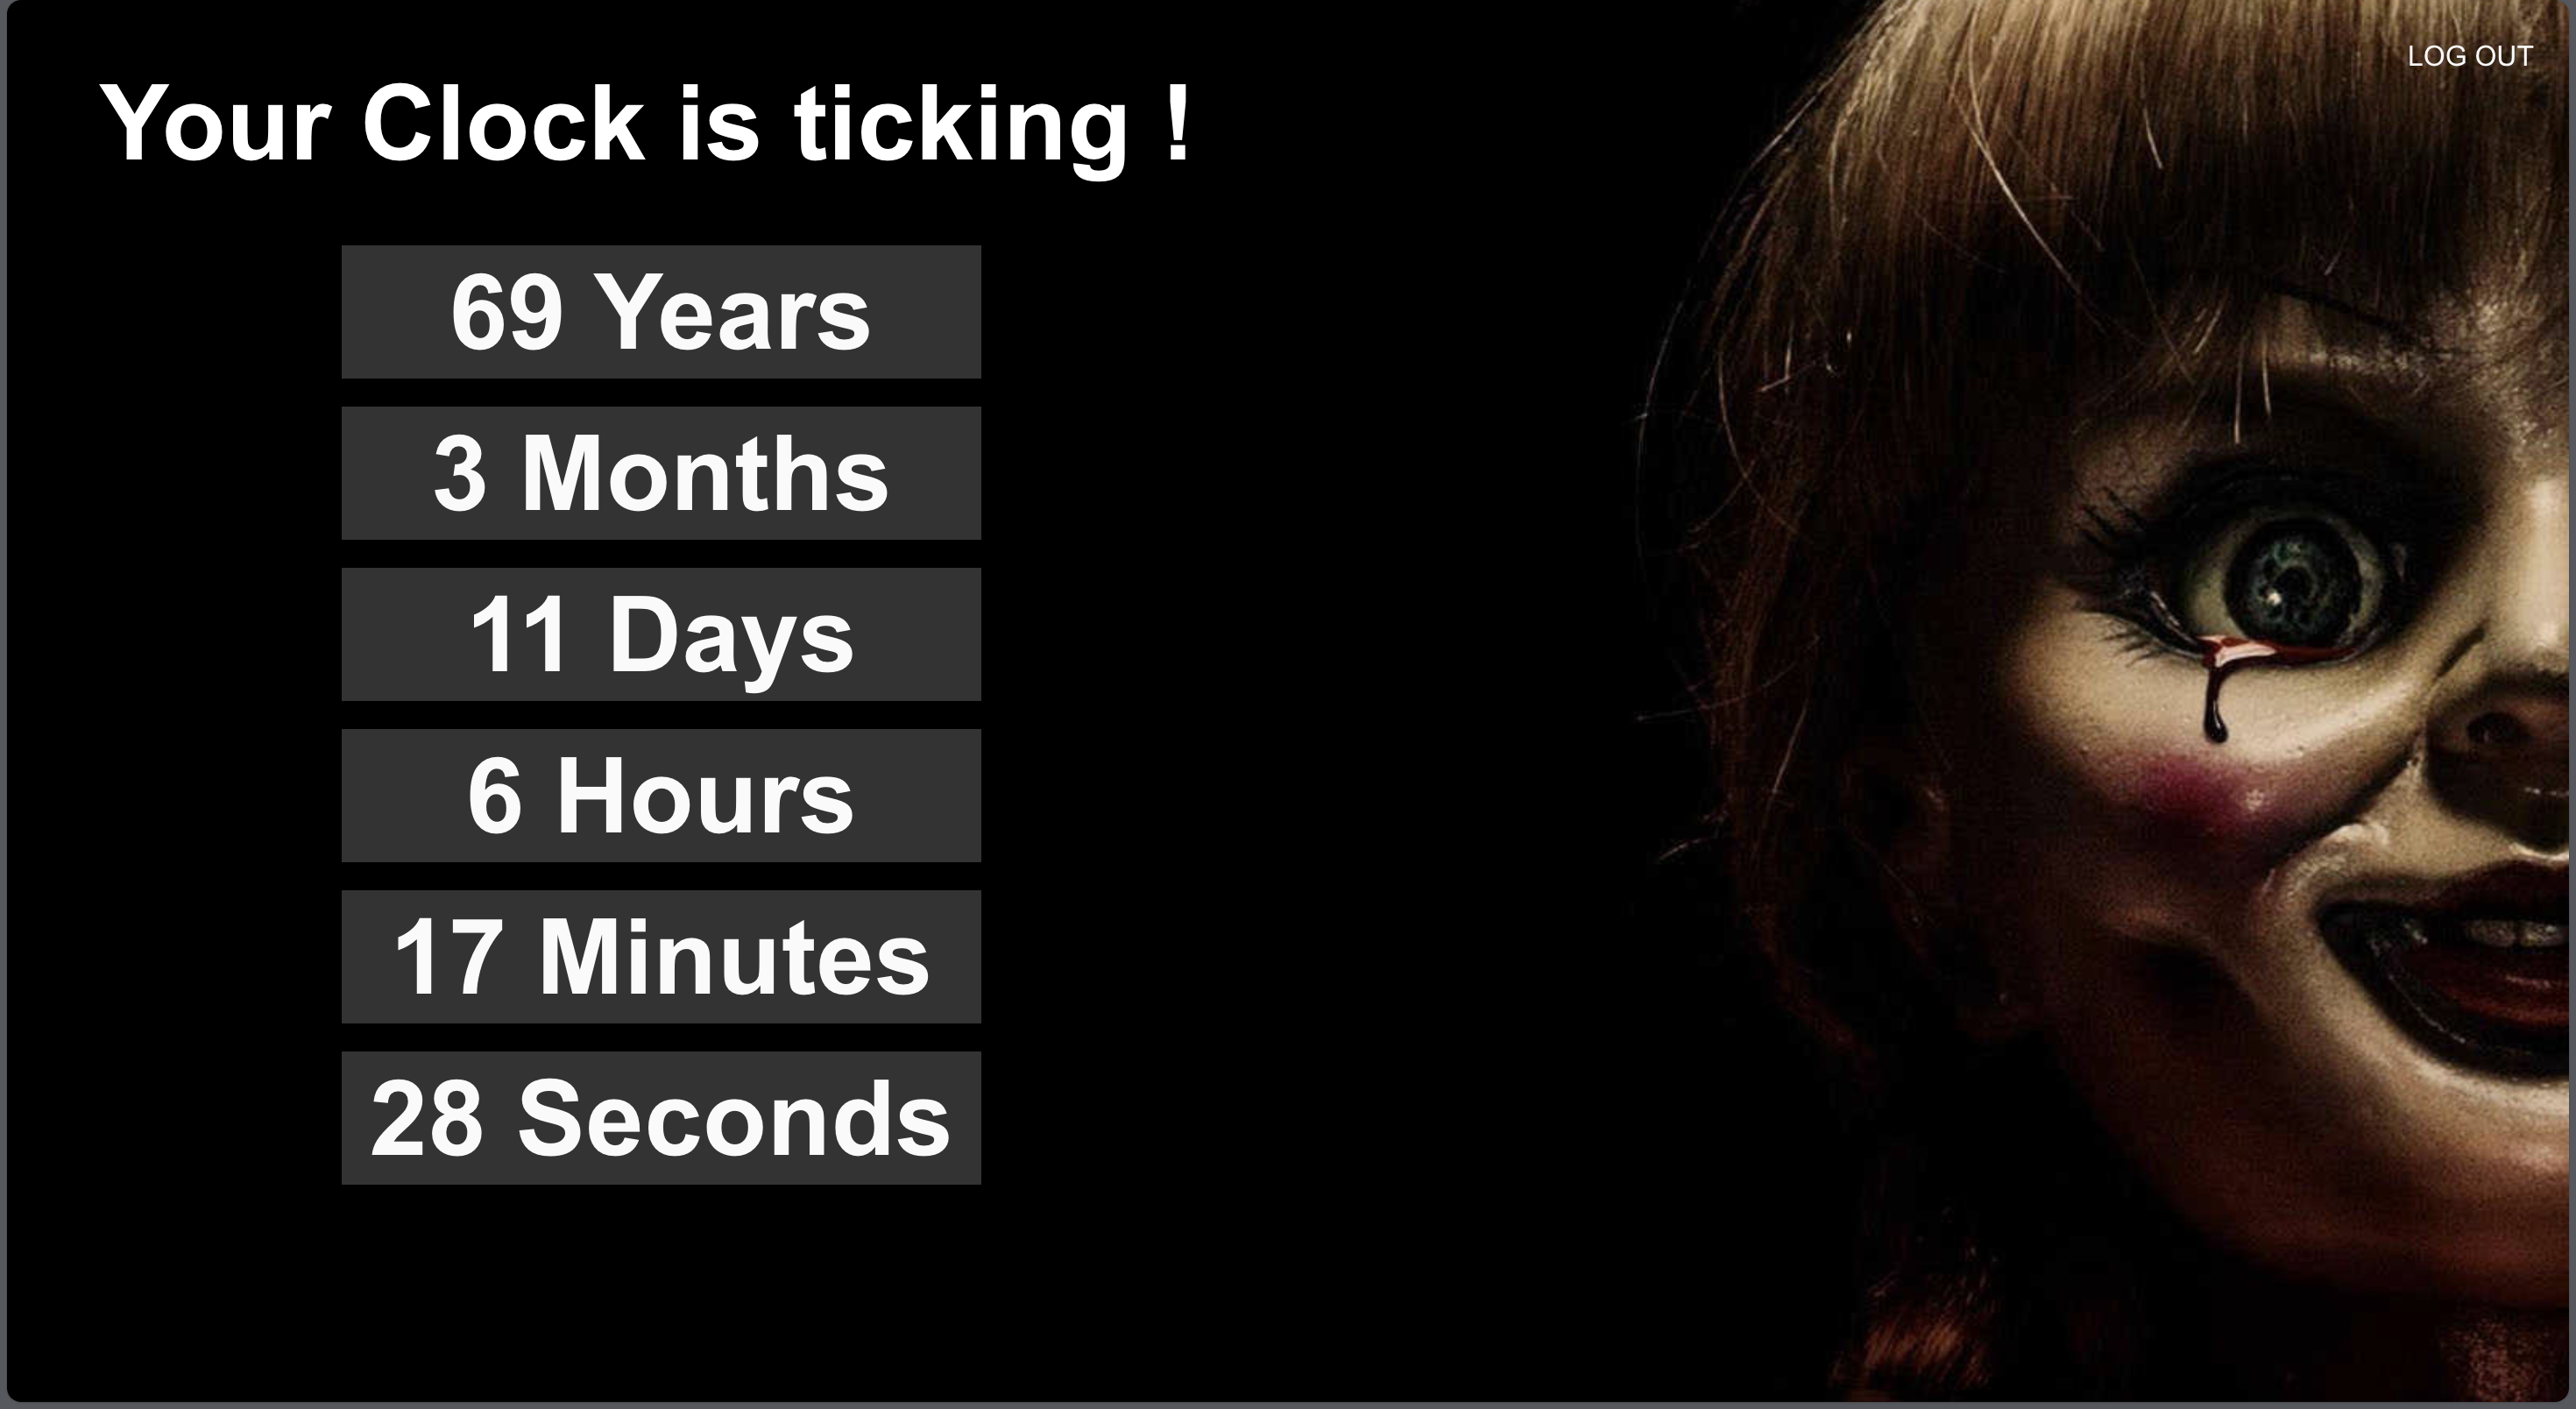 LOG OUT
Your Clock is ticking !
69 Years
3 Months
11 Days
6 Hours
17 Minutes
28 Seconds